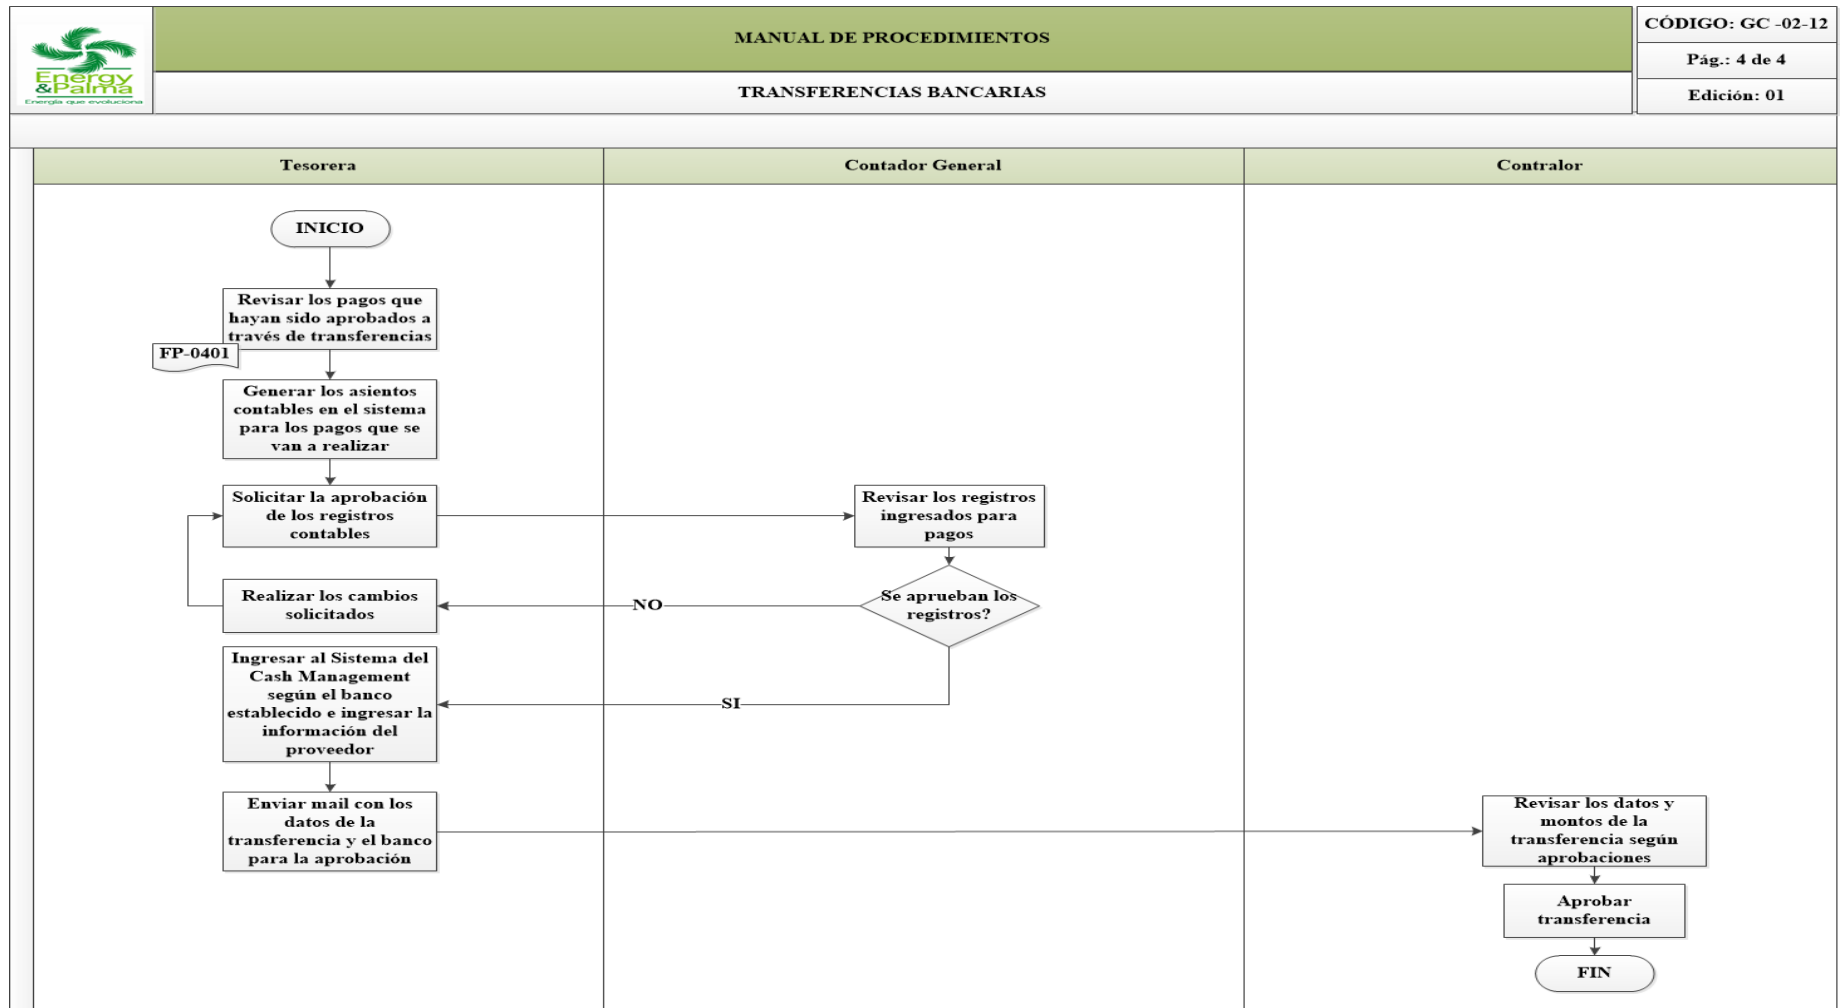 Energy
&Palma
Energía que evoluciona
MANUAL DE PROCEDIMIENTOS
TRANSFERENCIAS BANCARIAS
CÓDIGO: GC -02-12
Pág.: 4 de 4
Edición: 01
Tesorera
Contador General
Contralor
INICIO
Revisar los pagos que
hayan sido aprobados a
través de transferencias
FP-0401
Generar los asientos
contables en el sistema
para los pagos que se
van a realizar
Solicitar la aprobación
de los registros
contables
Revisar los registros
ingresados para
pagos
Se aprueban los
registros?
NO
Realizar los cambios
solicitados
SI
Ingresar al Sistema del
Cash Management
según el banco
establecido e ingresar la
información del
proveedor
Enviar mail con los
datos de la
transferencia y el banco
para la aprobación
Revisar los datos y
montos de la
transferencia según
aprobaciones
Aprobar
transferencia
FIN